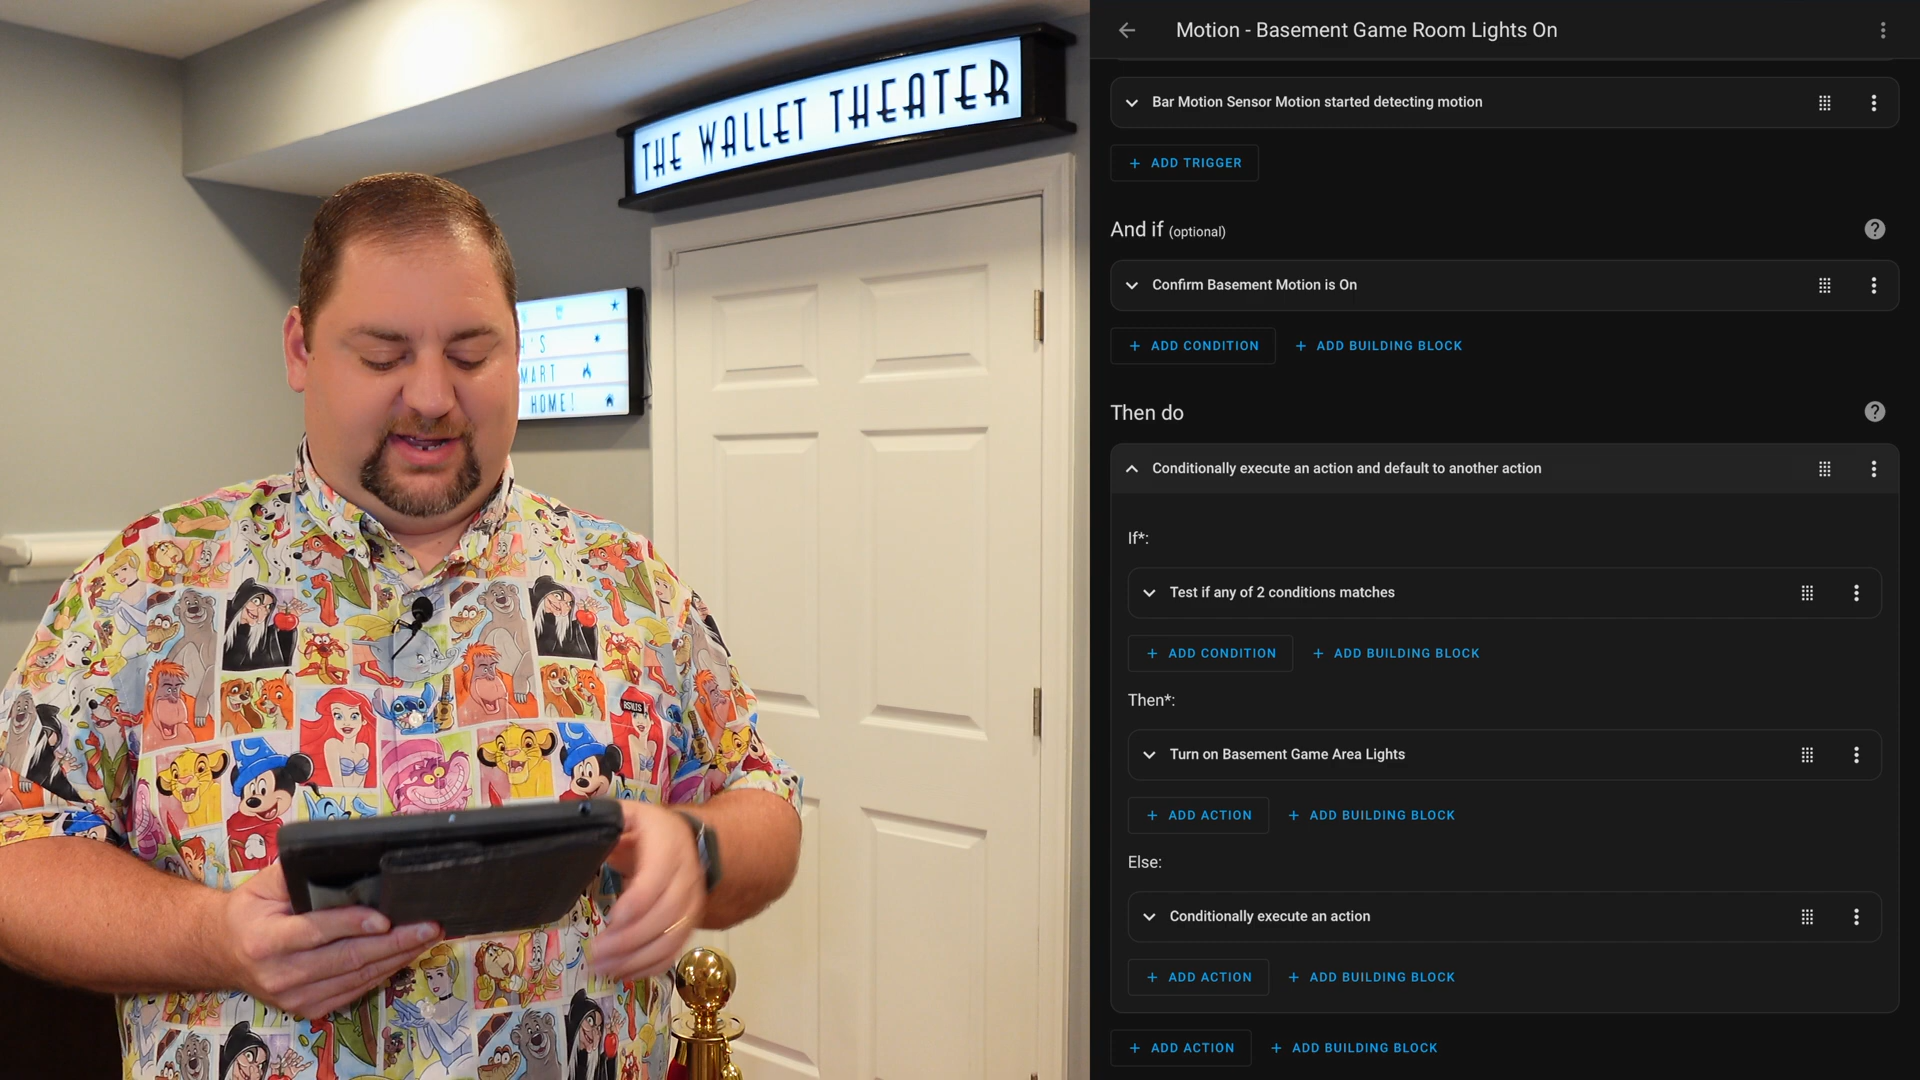 THE WALLET THEATER
H'S
MART
HOME!
Motion - Basement Game Room Lights On
Bar Motion Sensor Motion started detecting motion
+ ADD TRIGGER
And if (optional)
?
Confirm Basement Motion is On
+ ADD CONDITION + ADD BUILDING BLOCK
Then do
?
Conditionally execute an action and default to another action
If*:
Test if any of 2 conditions matches
+ ADD CONDITION + ADD BUILDING BLOCK
Then*:
Turn on Basement Game Area Lights
+ ADD ACTION + ADD BUILDING BLOCK
Else:
Conditionally execute an action
+ ADD ACTION + ADD BUILDING BLOCK
+ ADD ACTION + ADD BUILDING BLOCK